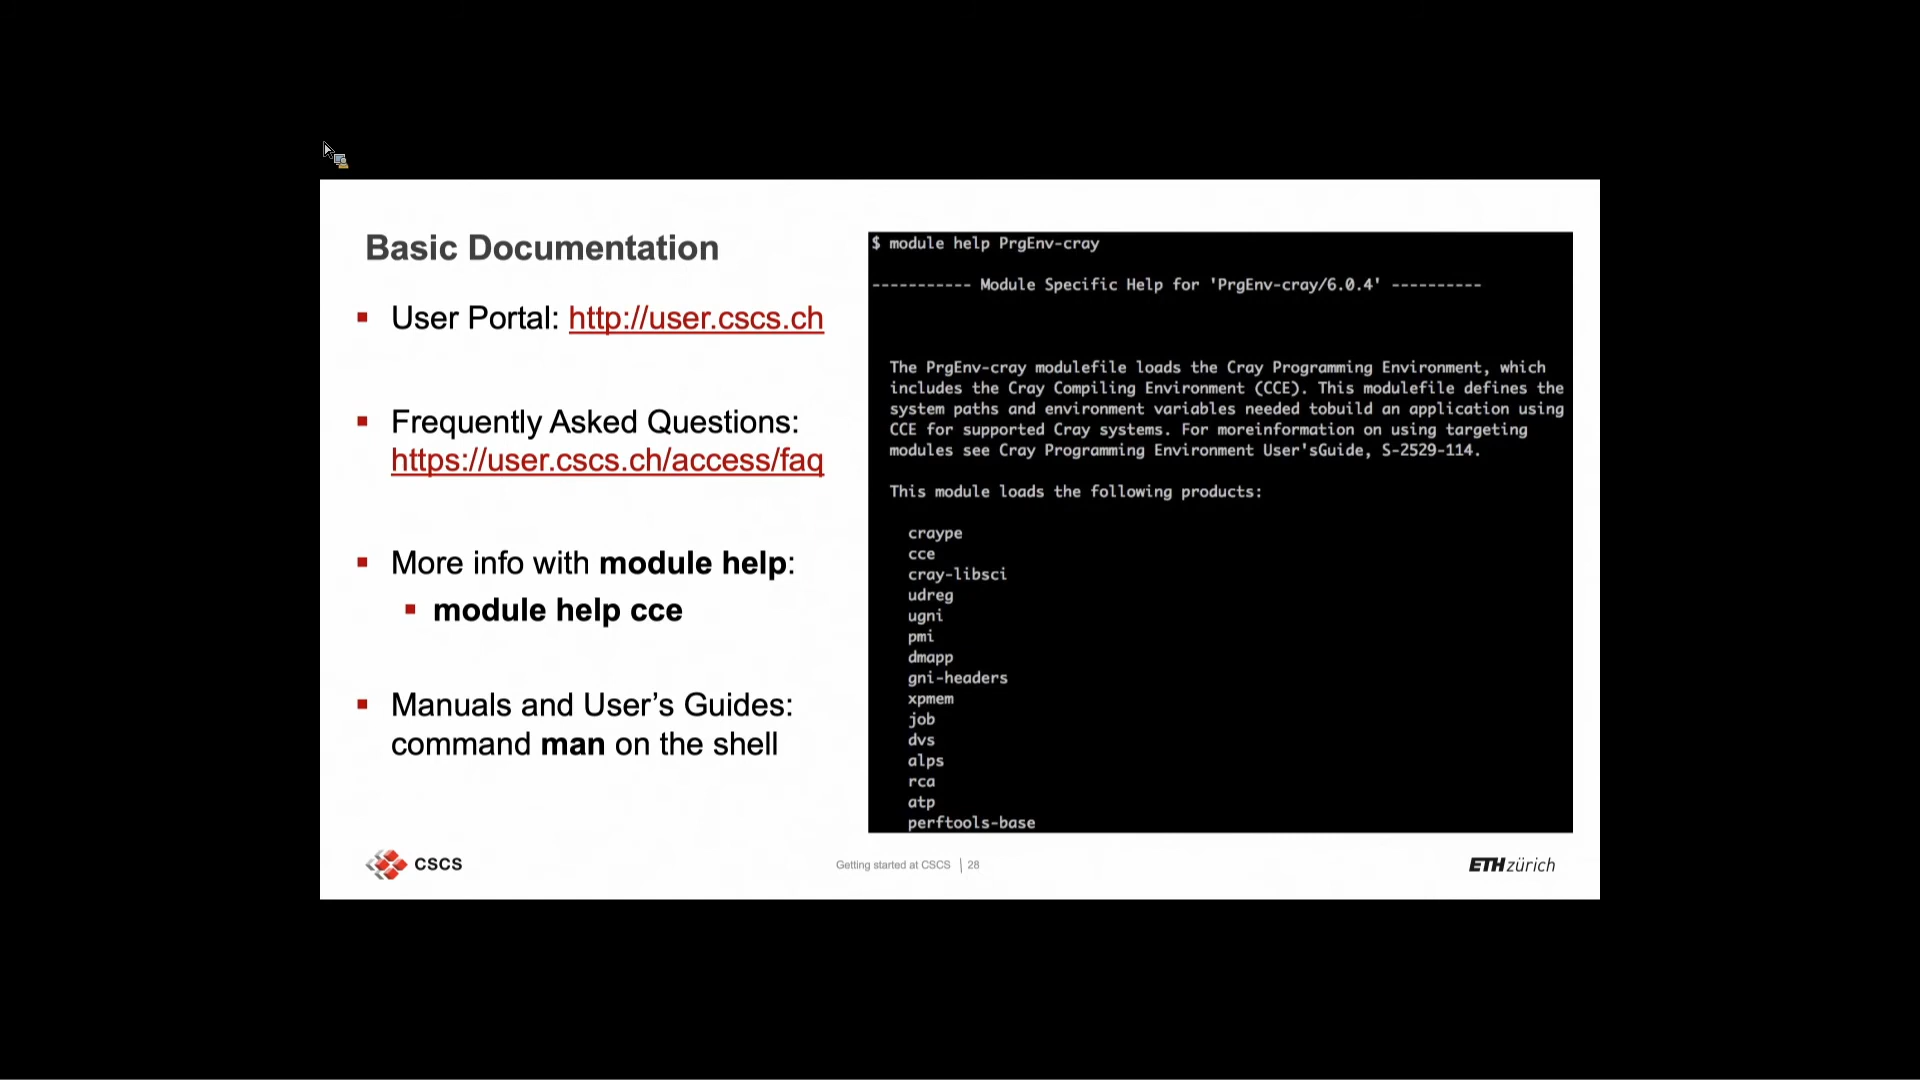 Basic Documentation
User Portal: http://user.cscs.ch
Frequently Asked Questions:
https://user.cscs.ch/access/faq
More info with module help:
module help cce
Manuals and User’s Guides:
command man on the shell
$ module help PrgEnv-cray
----------- Module Specific Help for 'PrgEnv-cray/6.0.4' ----------
The PrgEnv-cray modulefile loads the Cray Programming Environment, which
includes the Cray Compiling Environment (CCE). This modulefile defines the
system paths and environment variables needed tobuild an application using
CCE for supported Cray systems. For moreinformation on using targeting
modules see Cray Programming Environment User'sGuide, S-2529-114.
This module loads the following products:
craype
cce
cray-libsci
udreg
ugni
pmi
dmapp
gni-headers
xpmem
job
dvs
alps
rca
atp
perftools-base
CSCS
Getting started at CSCS | 28
ETH zürich